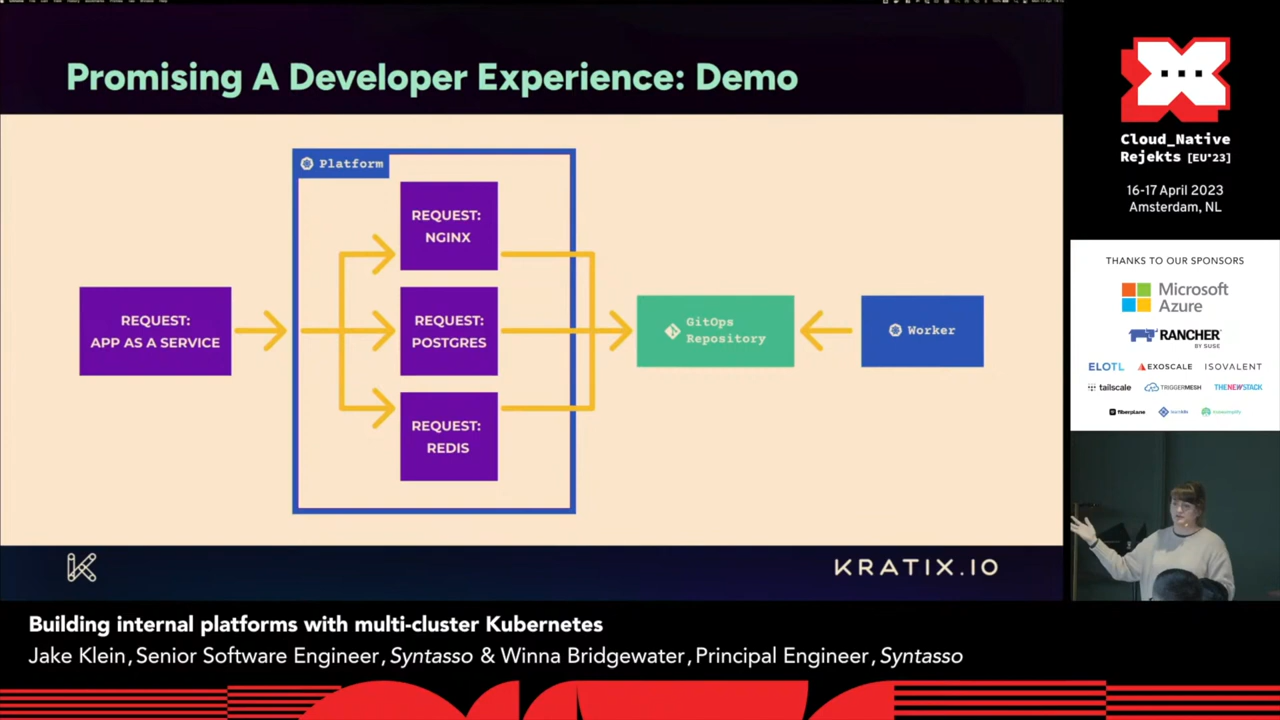 Promising A Developer Experience: Demo
Platform
REQUEST:
NGINX
REQUEST:
APP AS A SERVICE
REQUEST:
POSTGRES
REQUEST:
REDIS
GitOps
Repository
Worker
KRATIX.IO
Cloud_Native
Rejekts [EU'23]
16-17 April 2023
Amsterdam, NL
THANKS TO OUR SPONSORS
Microsoft
Azure
RANCHER
BY SUSE
ELOTL
EXOSCALE
ISOVALENT
tailscale
TRIGGERMESH
THENEWSTACK
fiberplane
Building internal platforms with multi-cluster Kubernetes
Jake Klein, Senior Software Engineer, Syntasso & Winna Bridgewater, Principal Engineer, Syntasso